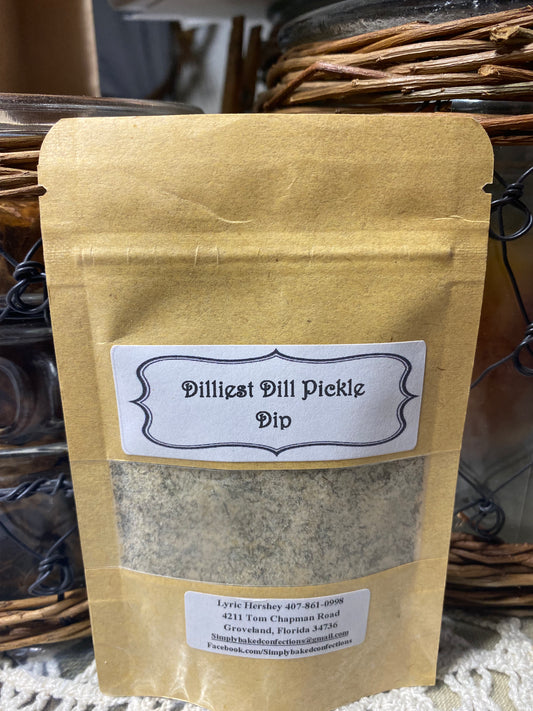 Dilliest Dill Pickle
Dip
Lyric Hershey 407-861-0998
4211 Tom Chapman Road
Groveland, Florida 34736
Simplybakedconfections@gmail.com
Facebook.com/Simplybakedconfections